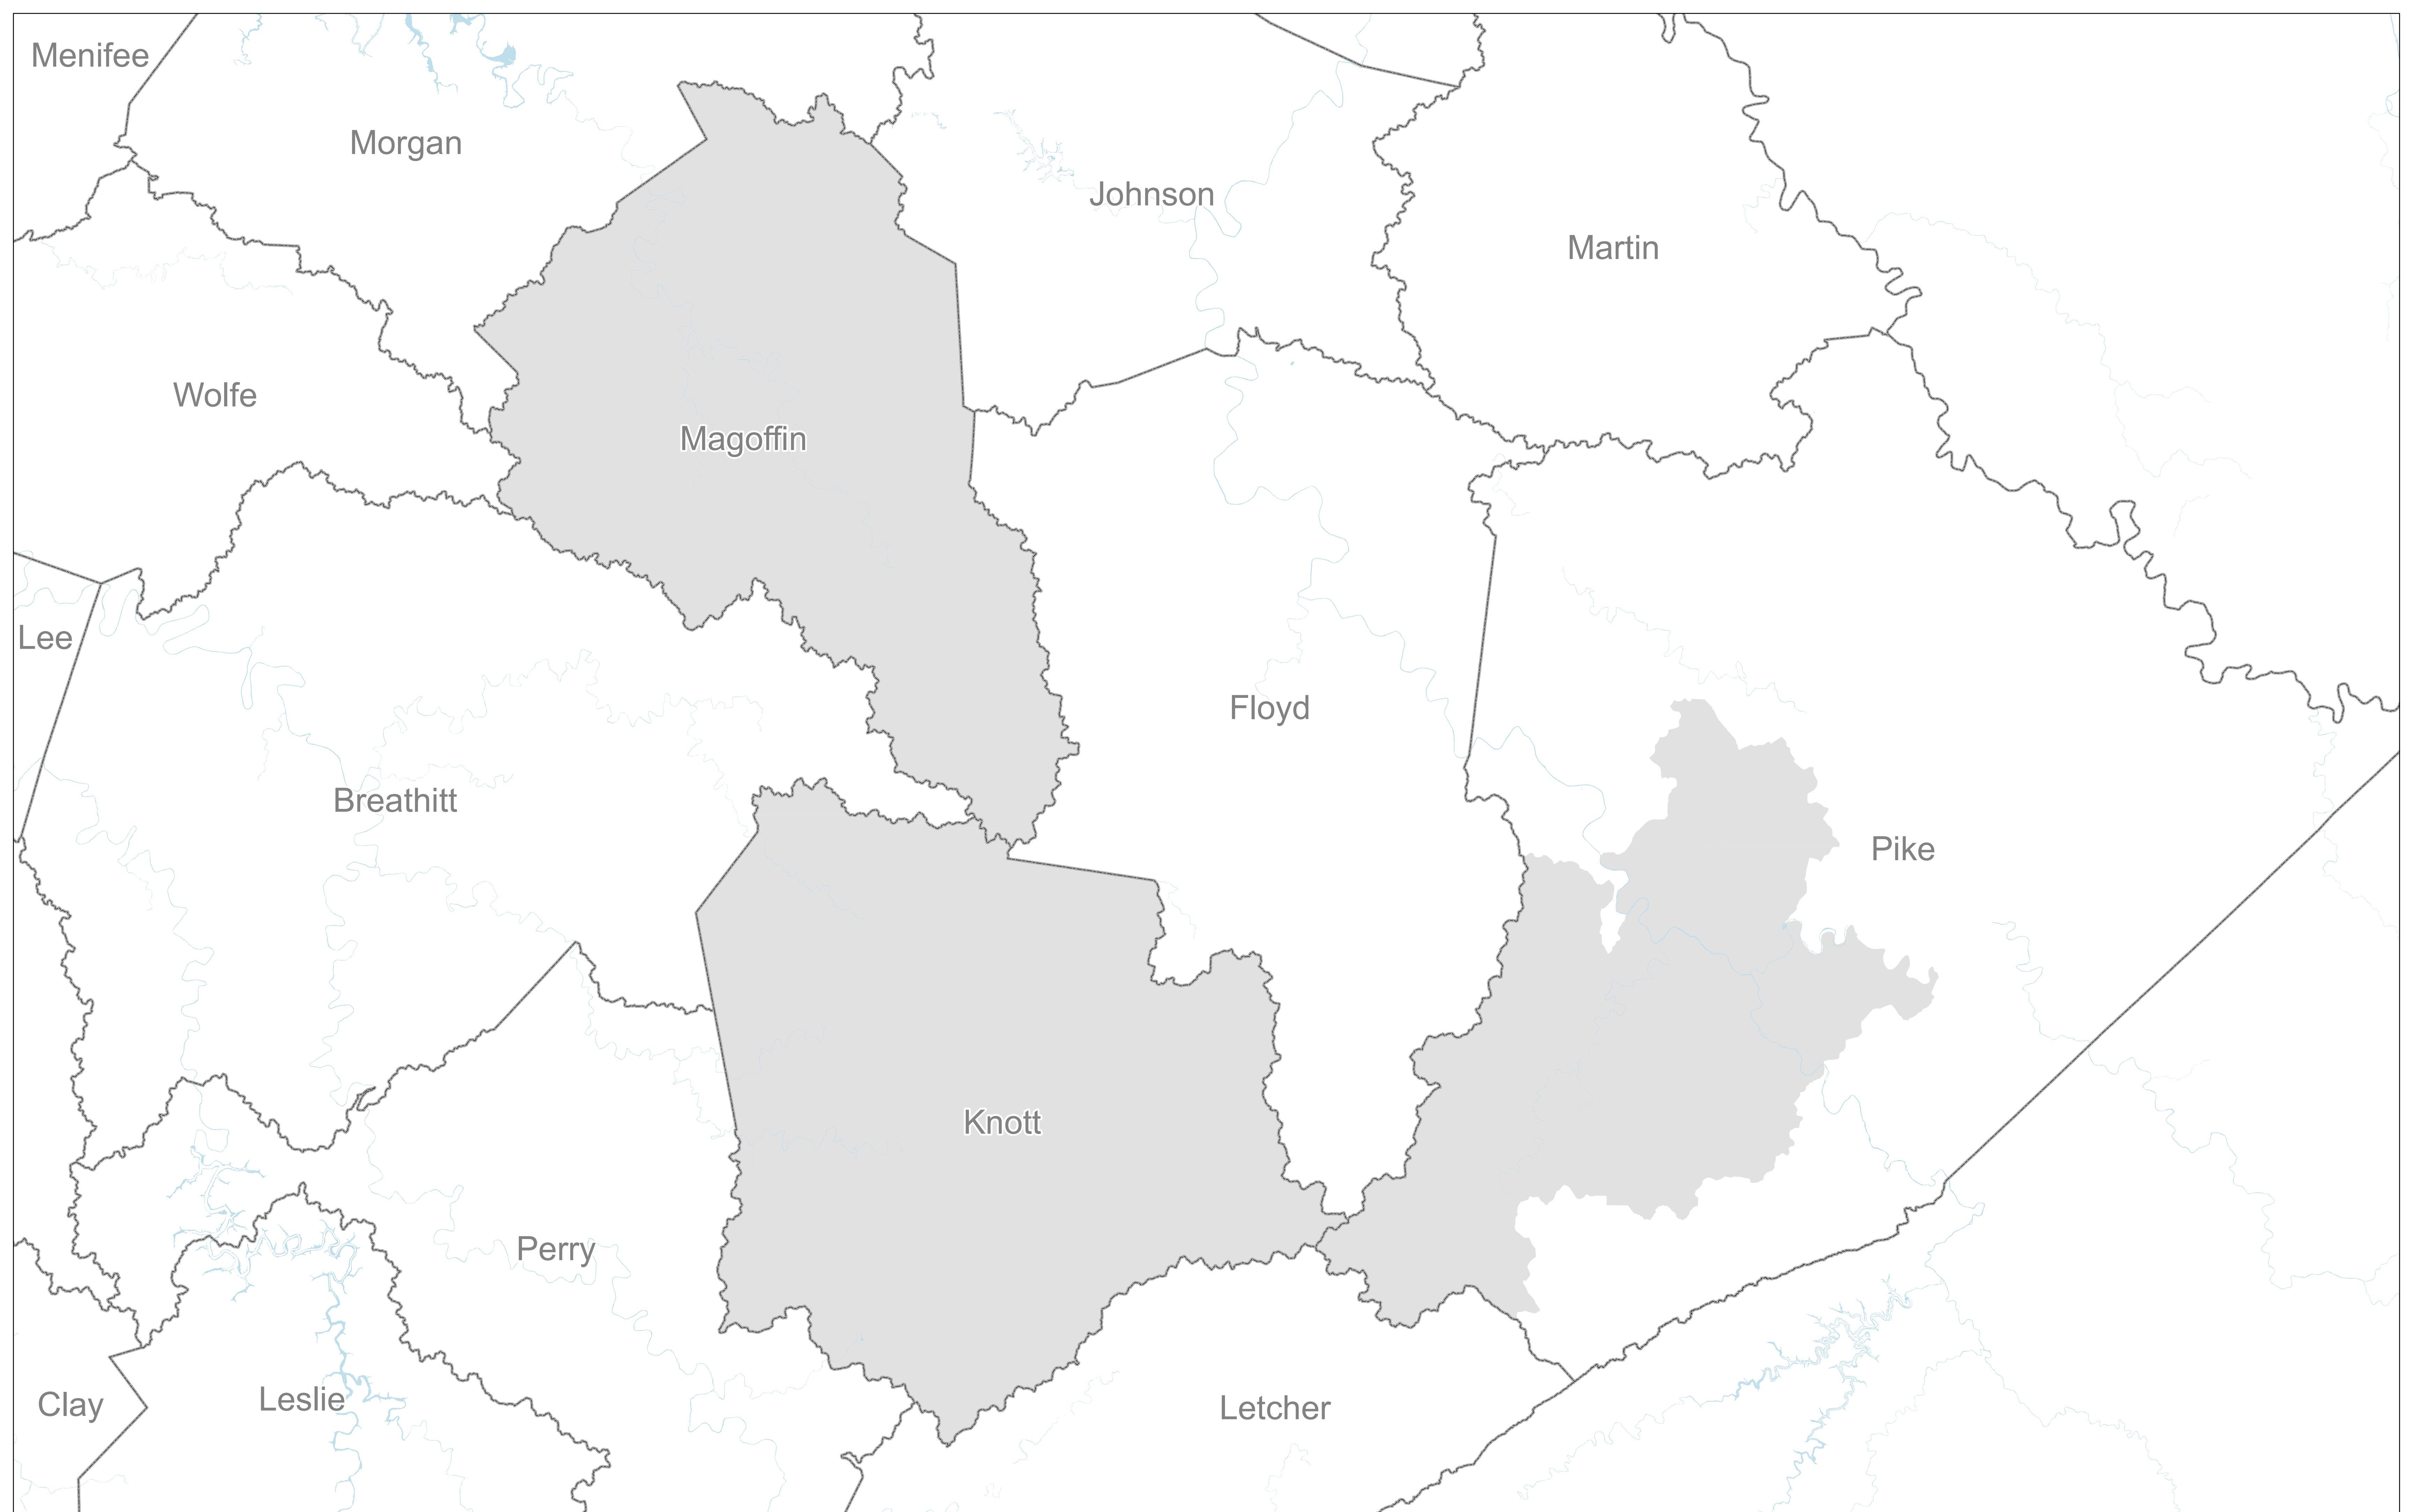 Menifee
Morgan
Johnson
Martin
Wolfe
Magoffin
Lee
Floyd
Breathitt
Pike
Knott
Perry
Leslie
Clay
Letcher